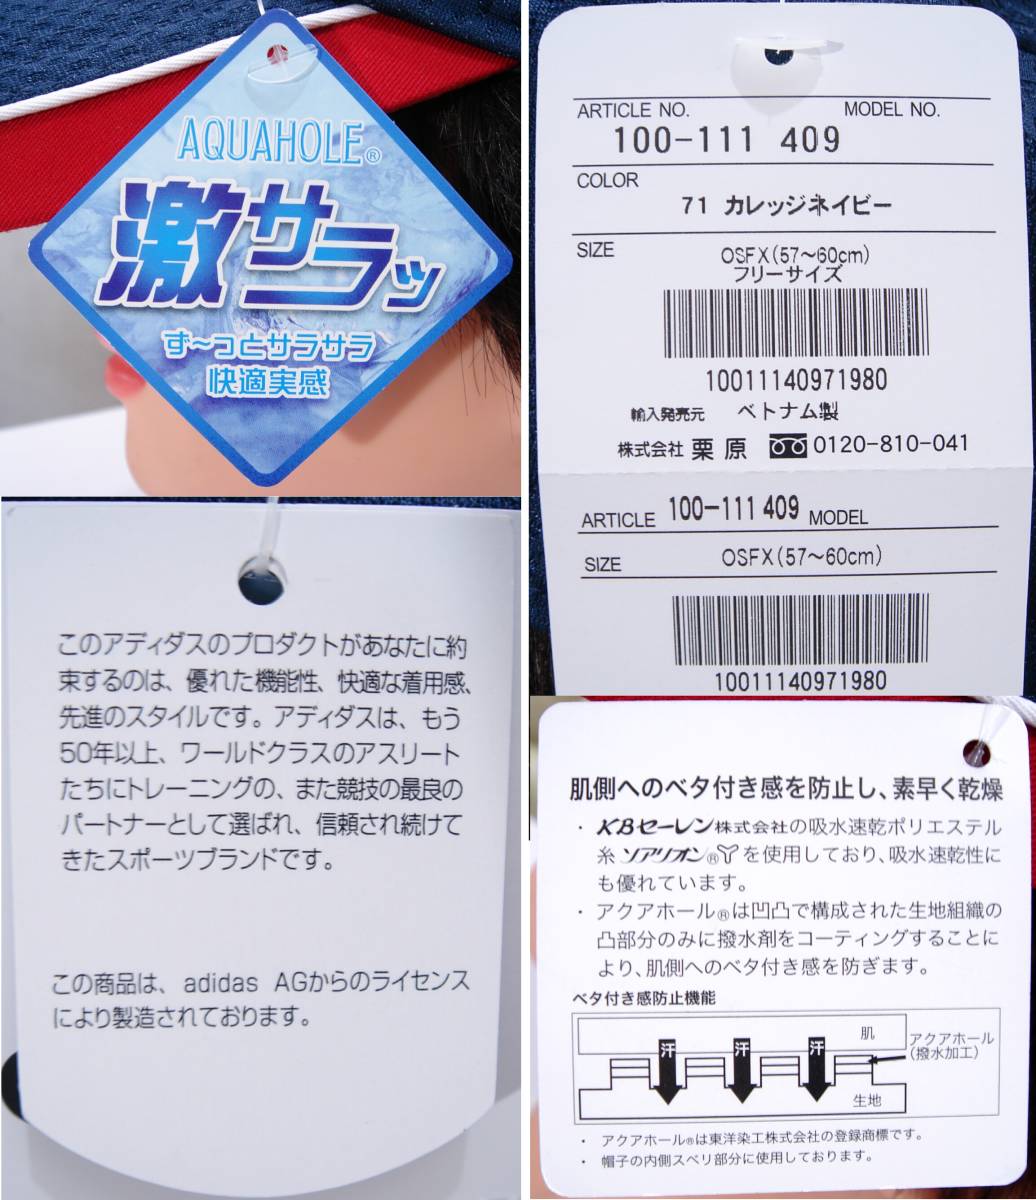 AQUAHOLE®
激サラッ
ず〜っとサラサラ
快適実感
ARTICLE NO. MODEL NO.
100-111 409
COLOR
71 カレッジネイビー
SIZE OSFX(57〜60cm)
フリーサイズ
10011140971980
輸入発売元 ベトナム製
株式会社 栗原 0120-810-041
ARTICLE 100-111 409 MODEL
SIZE OSFX(57〜60cm)
10011140971980
このアディダスのプロダクトがあなたに約
束するのは、優れた機能性、快適な着用感、
先進のスタイルです。アディダスは、もう
50年以上、ワールドクラスのアスリート
たちにトレーニングの、また競技の最良の
パートナーとして選ばれ、信頼され続けて
きたスポーツブランドです。
この商品は、adidas AGからのライセンス
により製造されております。
肌側へのベタ付き感を防止し、素早く乾燥
・KBセーレン株式会社の吸水速乾ポリエステル
糸ソアリオン®Yを使用しており、吸水速乾性に
も優れています。
・アクアホール®は凹凸で構成された生地組織の
凸部分のみに撥水剤をコーティングすることに
より、肌側へのベタ付き感を防ぎます。
ベタ付き感防止機能
肌
汗 汗 汗
アクアホール
(撥水加工)
生地
・アクアホール®は東洋染工株式会社の登録商標です。
・帽子の内側スベリ部分に使用しております。